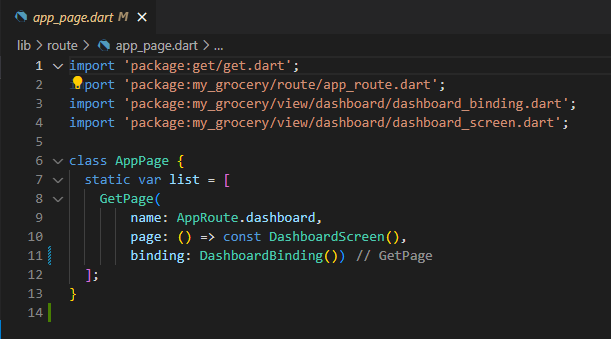 app_page.dart M ×
lib > route > app_page.dart > ...
1 import 'package:get/get.dart';
2 import 'package:my_grocery/route/app_route.dart';
3 import 'package:my_grocery/view/dashboard/dashboard_binding.dart';
4 import 'package:my_grocery/view/dashboard/dashboard_screen.dart';
5
6 class AppPage {
7 static var list = [
8 GetPage(
9 name: AppRoute.dashboard,
10 page: () => const DashboardScreen(),
11 binding: DashboardBinding()) // GetPage
12 ];
13 }
14